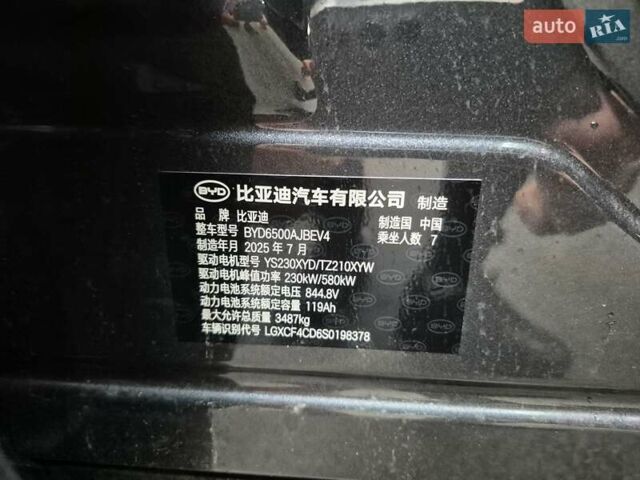 auto RIA .com
BYD 比亚迪汽车有限公司 制造
品 牌 比亚迪 制造国 中国
整车型号 BYD6500AJBEV4 乘坐人数 7
制造年月 2025 年 7 月
驱动电机型号 YS230XYD/TZ210XYW
驱动电机峰值功率 230kW/580kW
动力电池系统额定电压 844.8V
动力电池系统额定容量 119Ah
最大允许总质量 3487kg
车辆识别代号 LGXCF4CD6S0198378